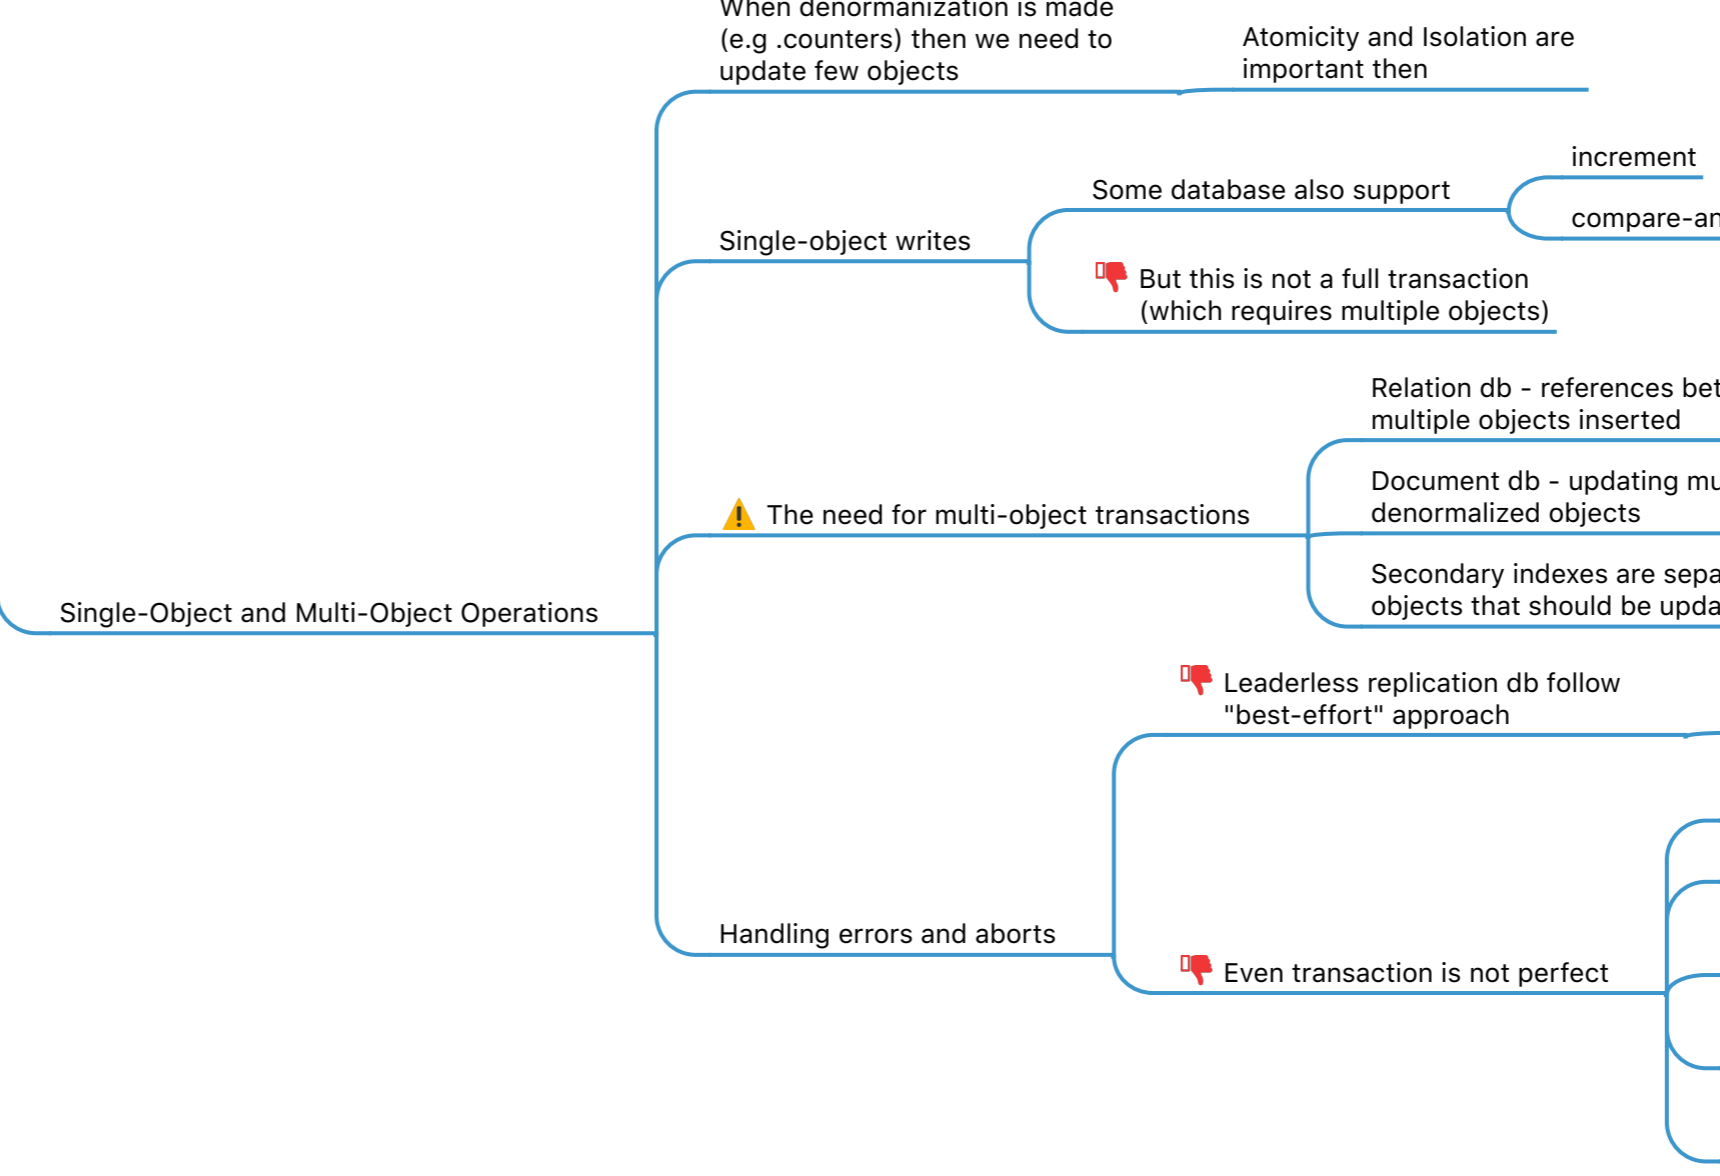 When denormanization is made
(e.g .counters) then we need to
update few objects
Atomicity and Isolation are
important then
Single-object writes
Some database also support
increment
compare-an
But this is not a full transaction
(which requires multiple objects)
The need for multi-object transactions
Relation db - references bet
multiple objects inserted
Document db - updating mu
denormalized objects
Secondary indexes are sepa
objects that should be upda
Single-Object and Multi-Object Operations
Handling errors and aborts
Leaderless replication db follow
"best-effort" approach
Even transaction is not perfect